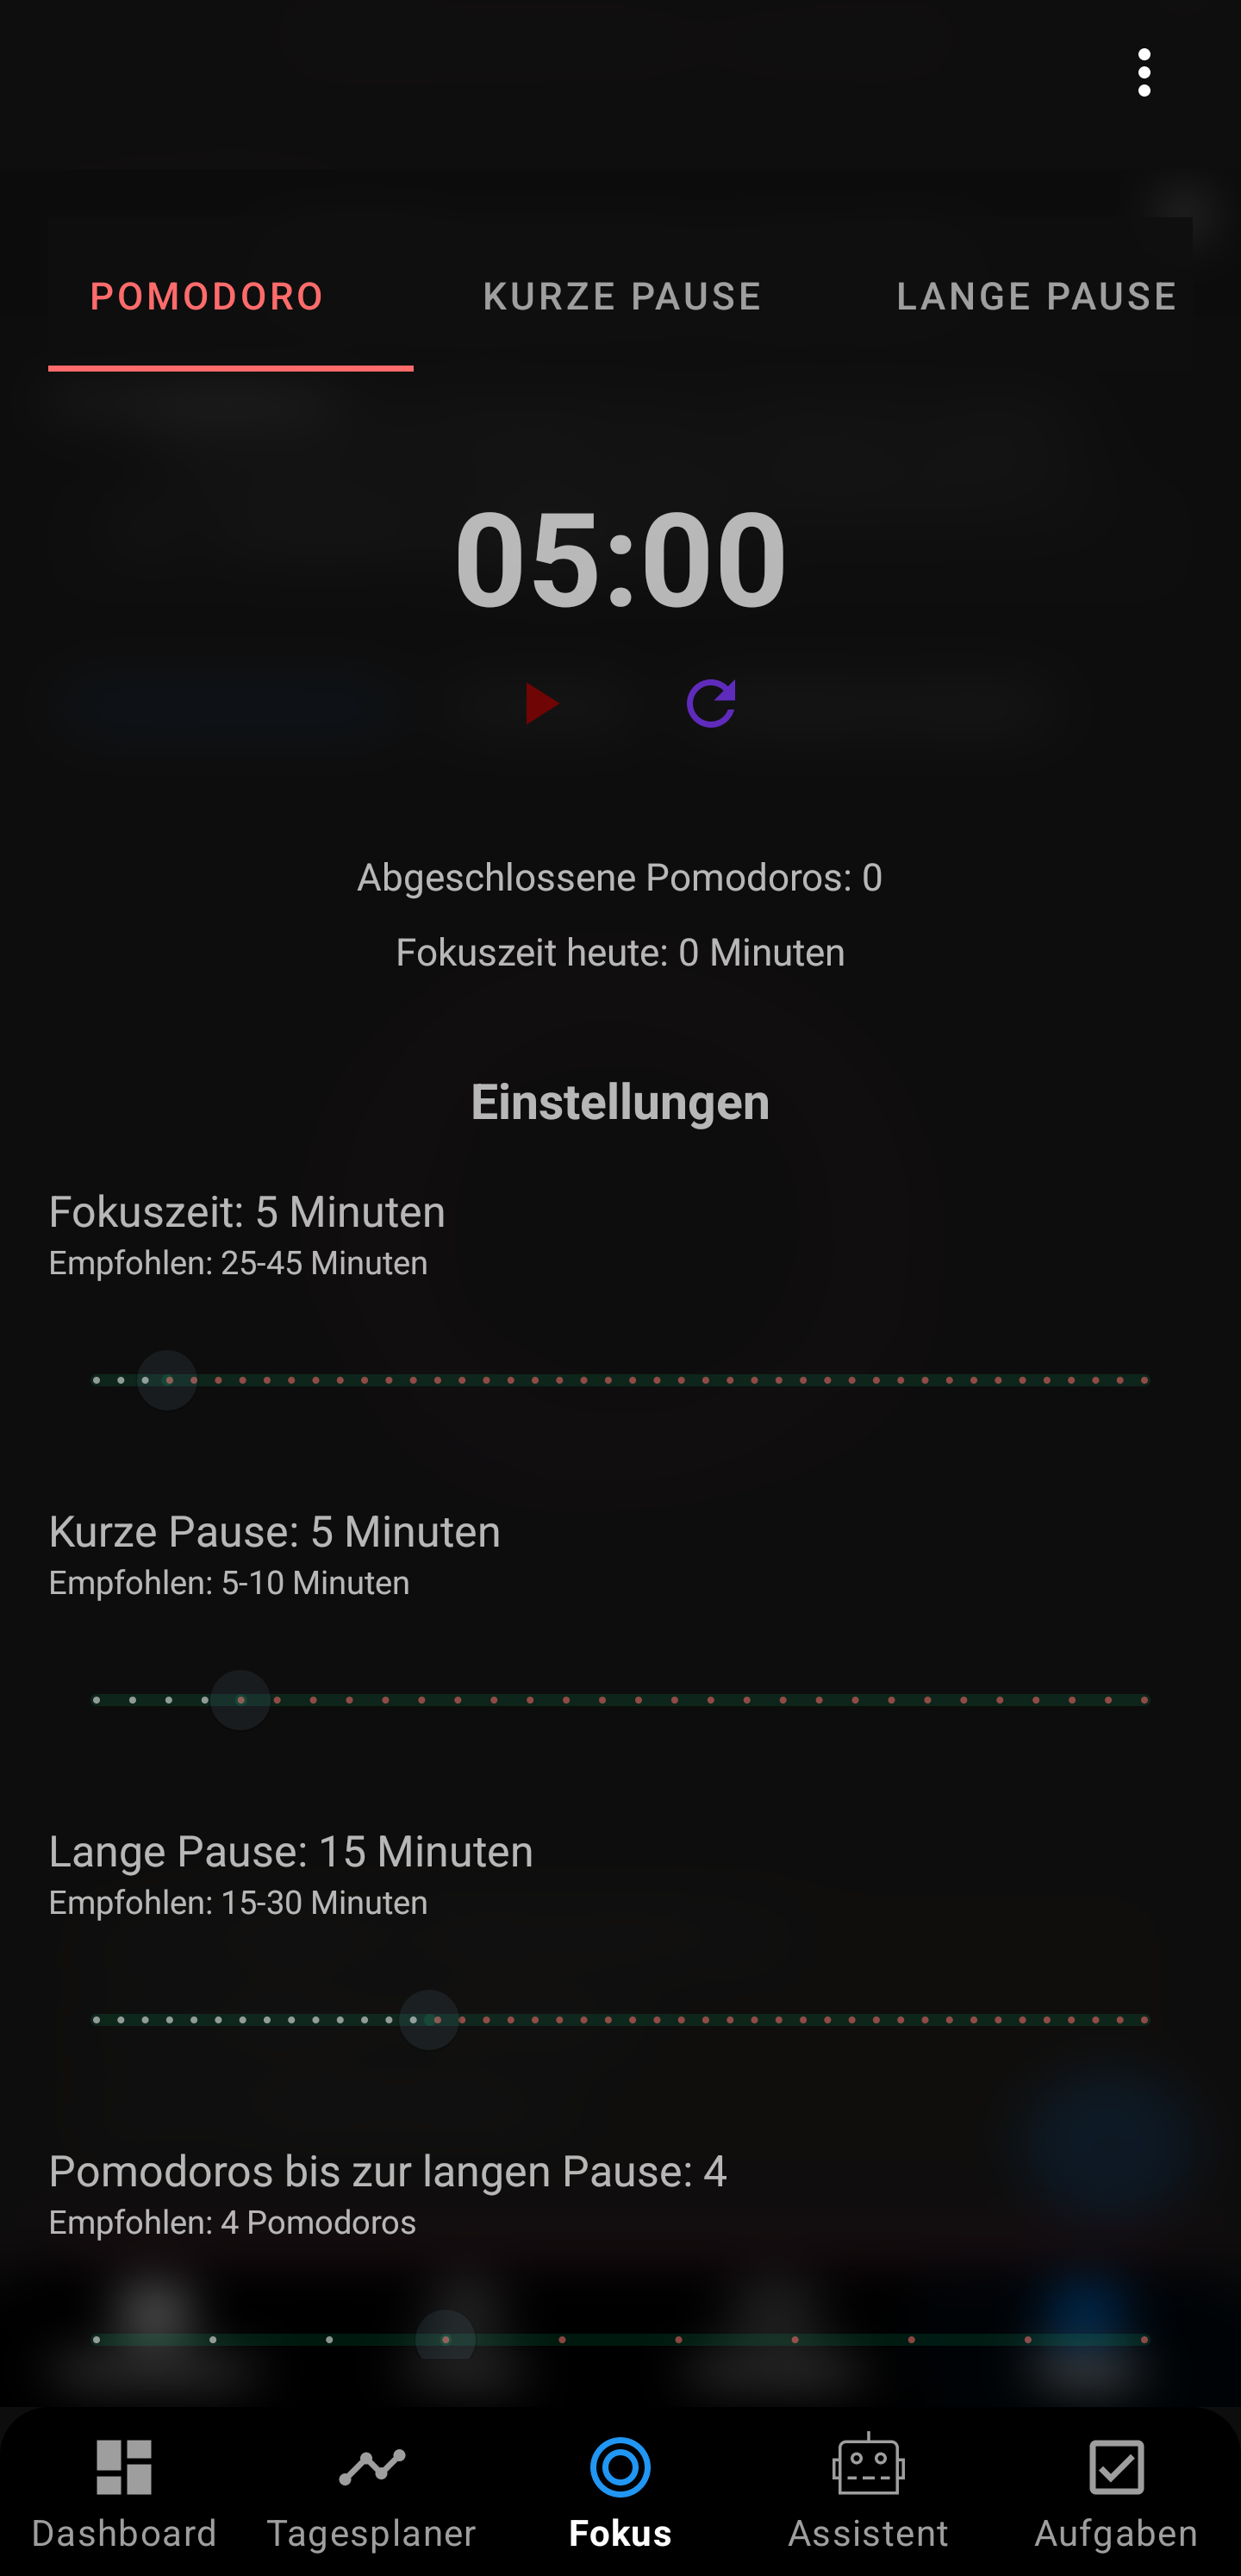 POMODORO KURZE PAUSE LANGE PAUSE
05:00
Abgeschlossene Pomodoros: 0
Fokuszeit heute: 0 Minuten
Einstellungen
Fokuszeit: 5 Minuten
Empfohlen: 25-45 Minuten
Kurze Pause: 5 Minuten
Empfohlen: 5-10 Minuten
Lange Pause: 15 Minuten
Empfohlen: 15-30 Minuten
Pomodoros bis zur langen Pause: 4
Empfohlen: 4 Pomodoros
Dashboard Tagesplaner Fokus Assistent Aufgaben